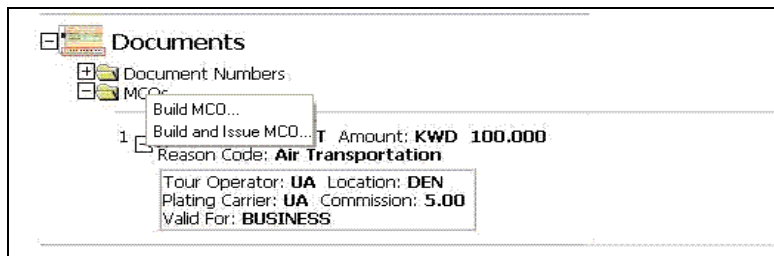 Documents
Document Numbers
MCOs
Build MCO...
Build and Issue MCO...
1 T Amount: KWD 100.000
Reason Code: Air Transportation
Tour Operator: UA Location: DEN
Plating Carrier: UA Commission: 5.00
Valid For: BUSINESS